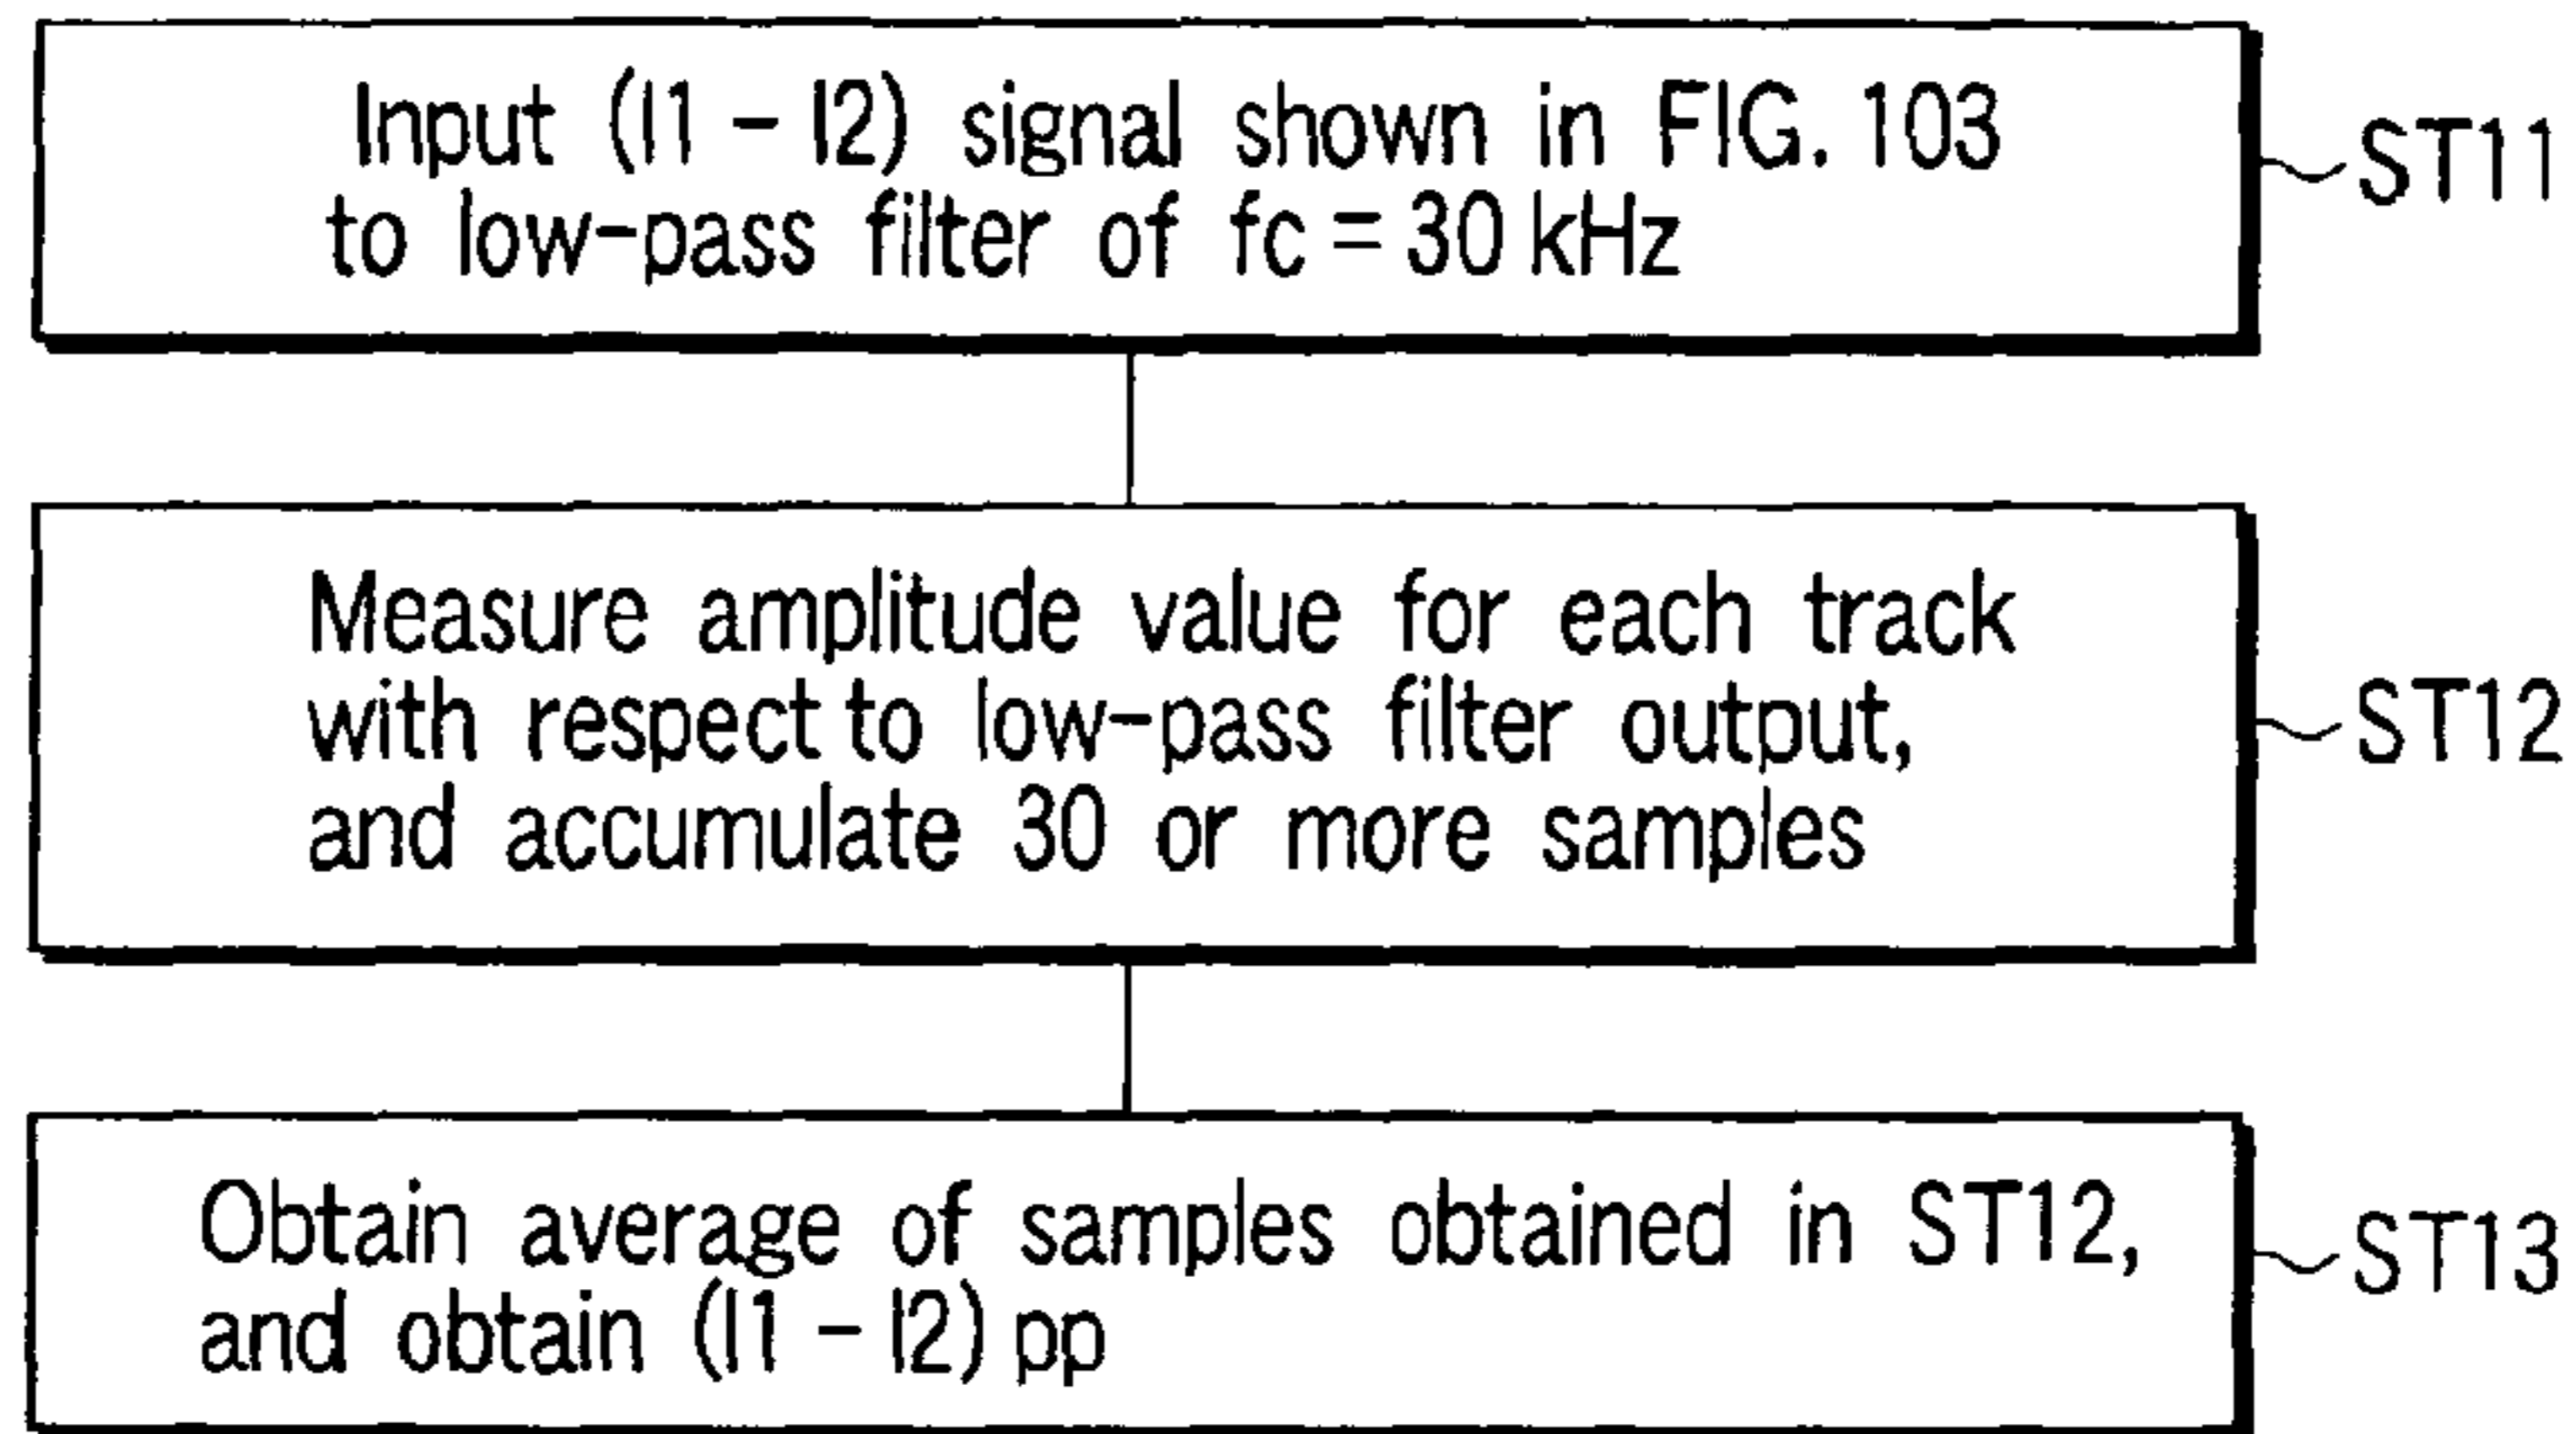 Input (I1 - I2) signal shown in FIG. 103
to low-pass filter of fc = 30 kHz
ST11
Measure amplitude value for each track
with respect to low-pass filter output,
and accumulate 30 or more samples
ST12
Obtain average of samples obtained in ST12,
and obtain (I1 - I2) pp
ST13